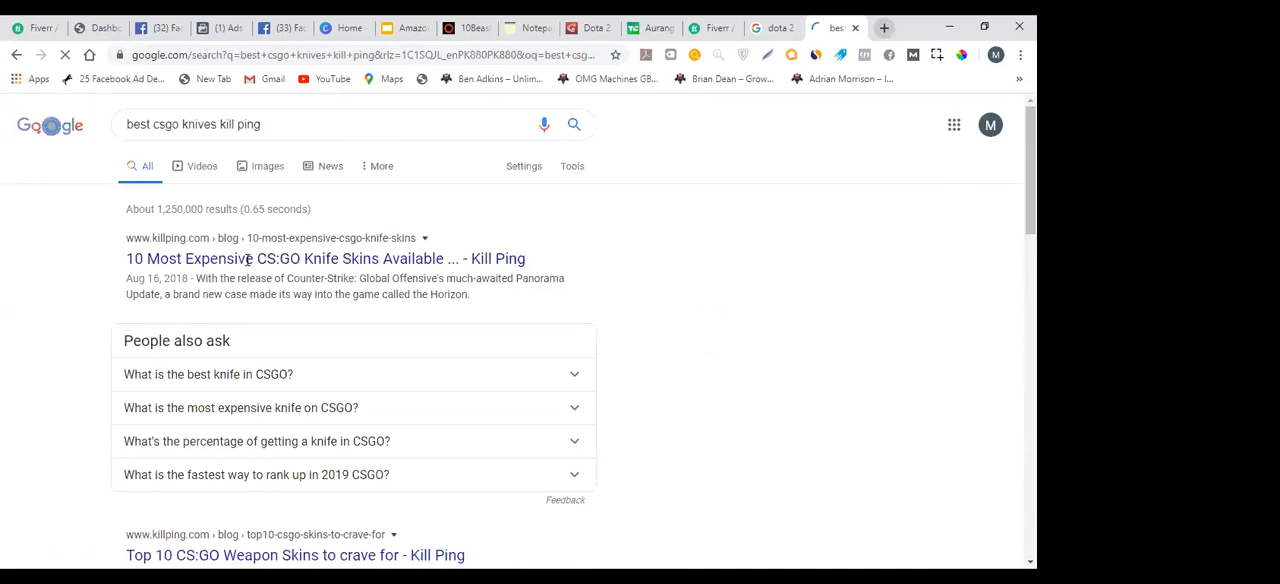 Fiverr / Dashbo (32) Fac (1) Ads f (33) Fac Home - Amazo 10Beas Notepa Dota 2 Aurang Fiverr / dota 2 bes
google.com/search?q=best+csgo+knives+kill+ping&rlz=1C1SQJL_enPK880PK880&oq=best+csg...
Apps 25 Facebook Ad De... New Tab Gmail YouTube Maps Ben Adkins – Unlim... OMG Machines GB... Brian Dean – Grow... Adrian Morrison – I... »
Google best csgo knives kill ping M
All Videos Images News More Settings Tools
About 1,250,000 results (0.65 seconds)
www.killping.com › blog › 10-most-expensive-csgo-knife-skins
10 Most Expensive CS:GO Knife Skins Available ... - Kill Ping
Aug 16, 2018 - With the release of Counter-Strike: Global Offensive's much-awaited Panorama
Update, a brand new case made its way into the game called the Horizon.
People also ask
What is the best knife in CSGO?
What is the most expensive knife on CSGO?
What's the percentage of getting a knife in CSGO?
What is the fastest way to rank up in 2019 CSGO?
Feedback
www.killping.com › blog › top10-csgo-skins-to-crave-for
Top 10 CS:GO Weapon Skins to crave for - Kill Ping